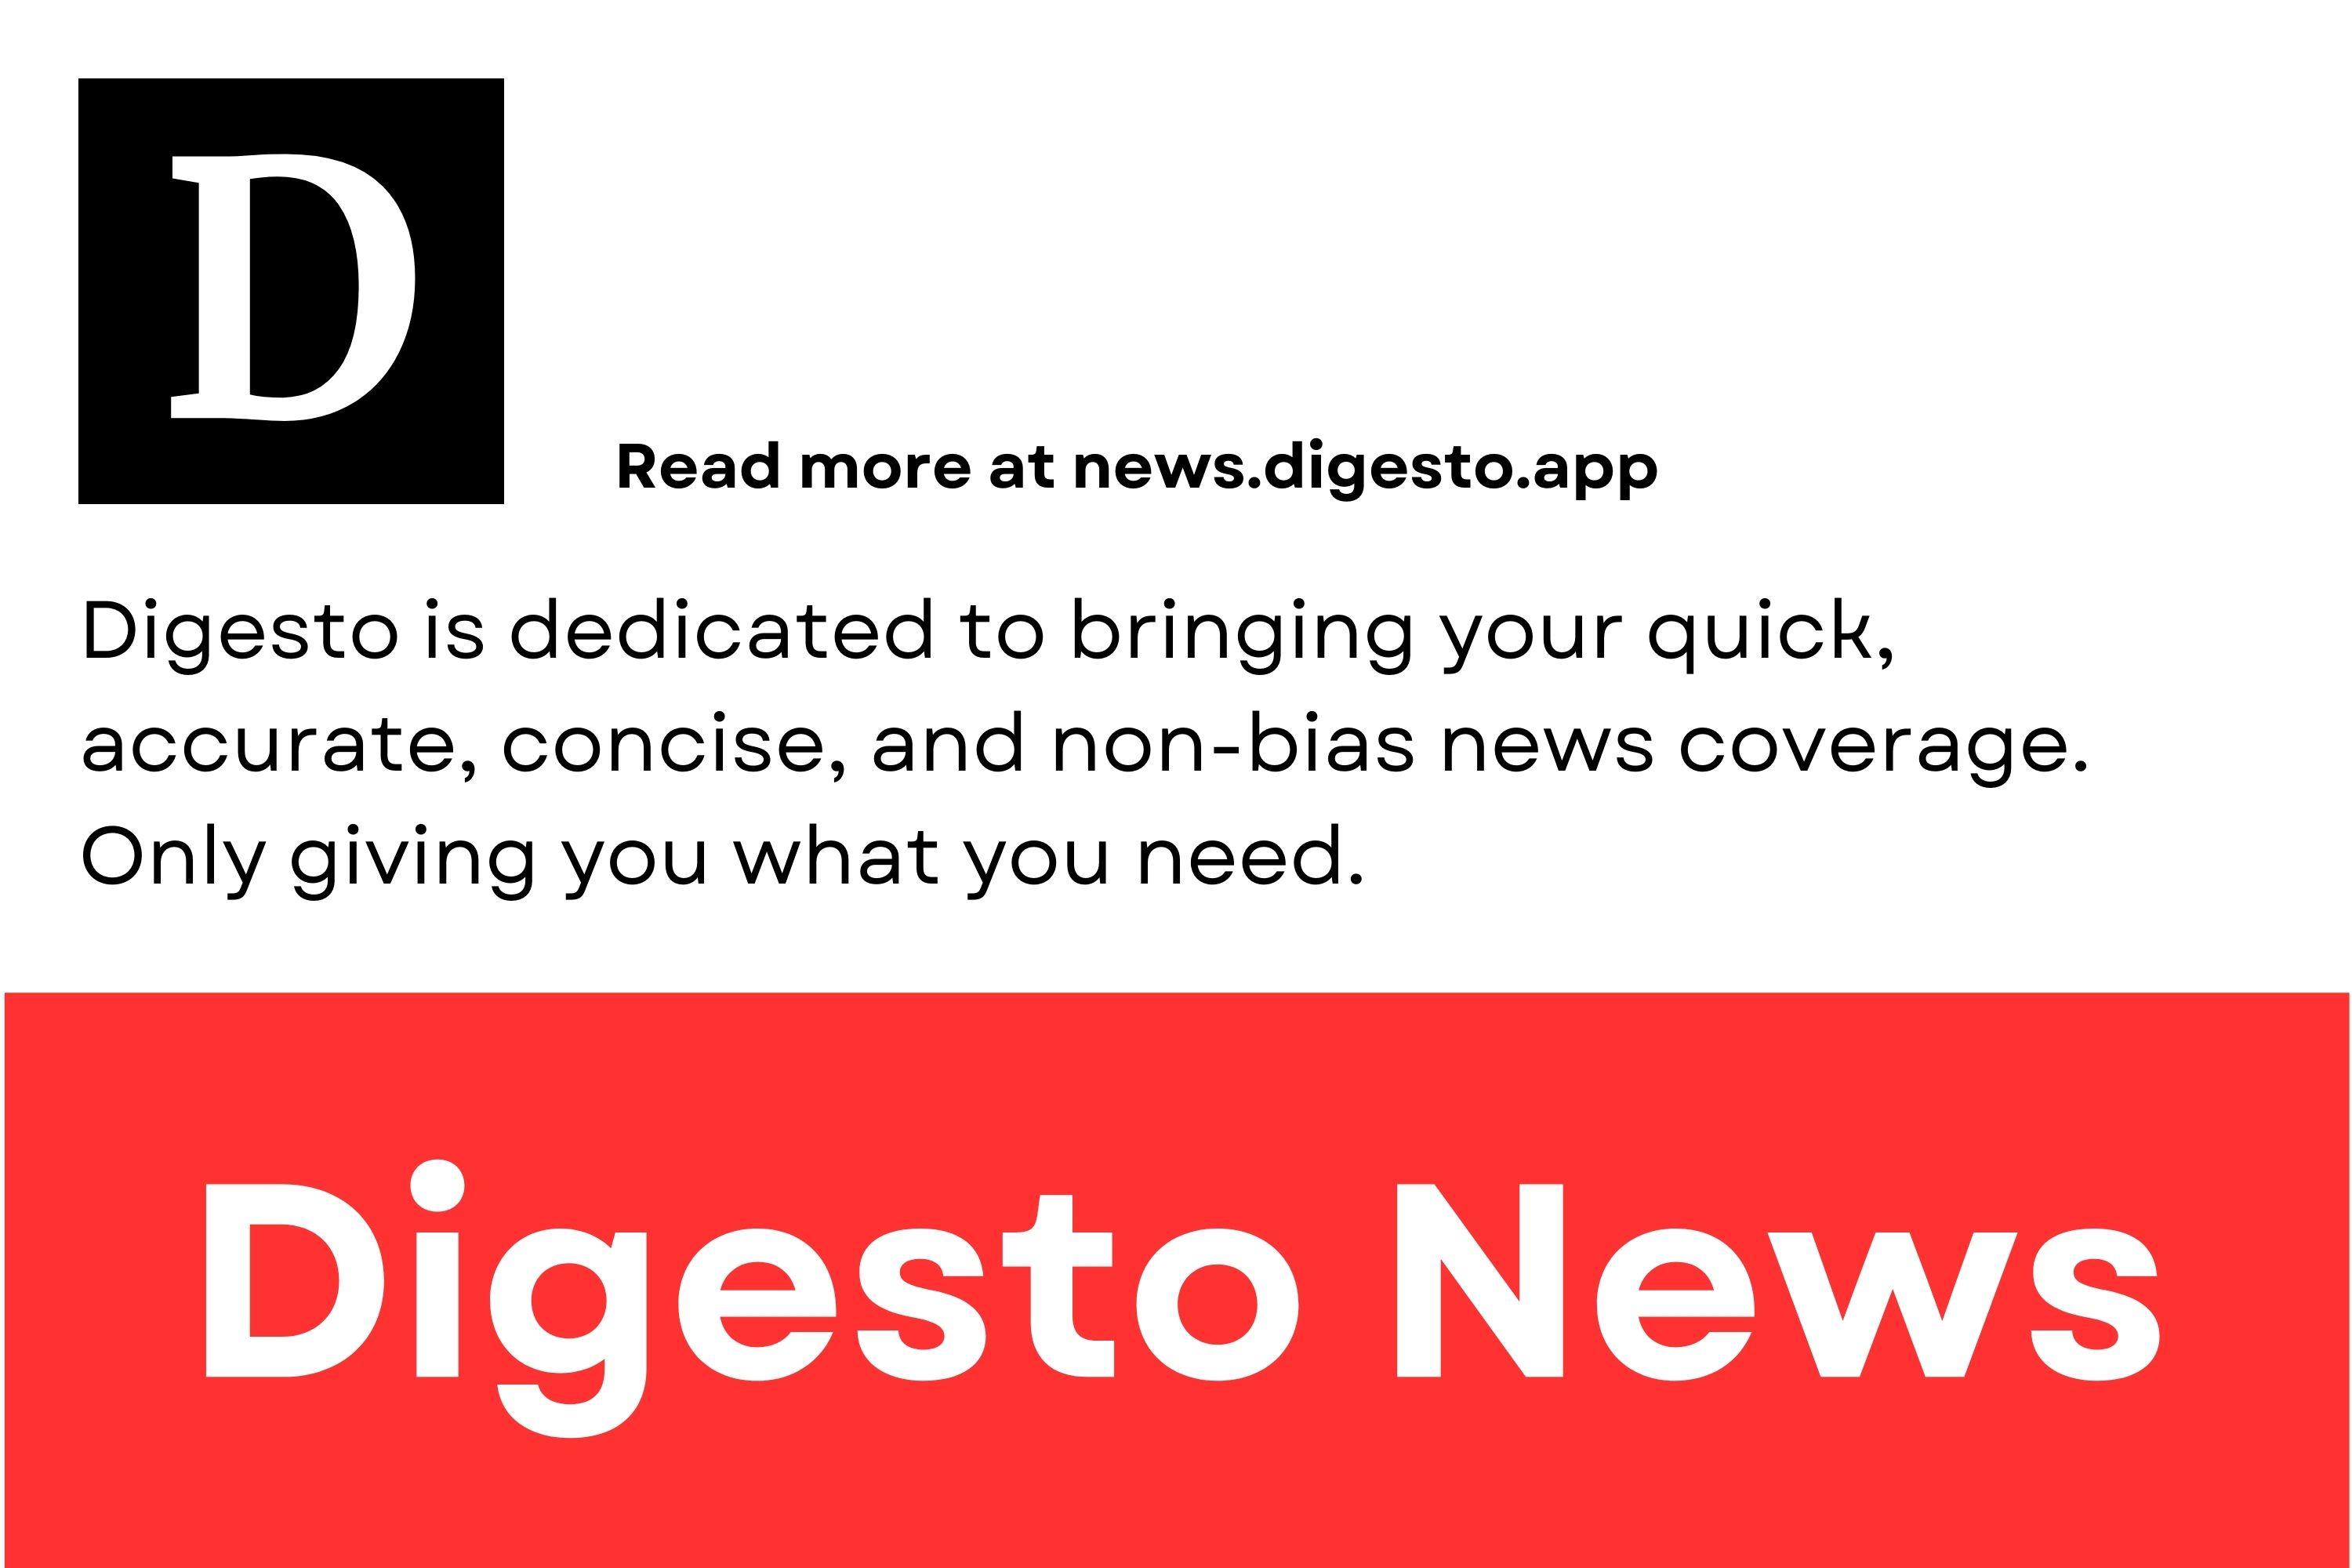 D
Read more at news.digesto.app
Digesto is dedicated to bringing your quick,
accurate, concise, and non-bias news coverage.
Only giving you what you need.
Digesto News